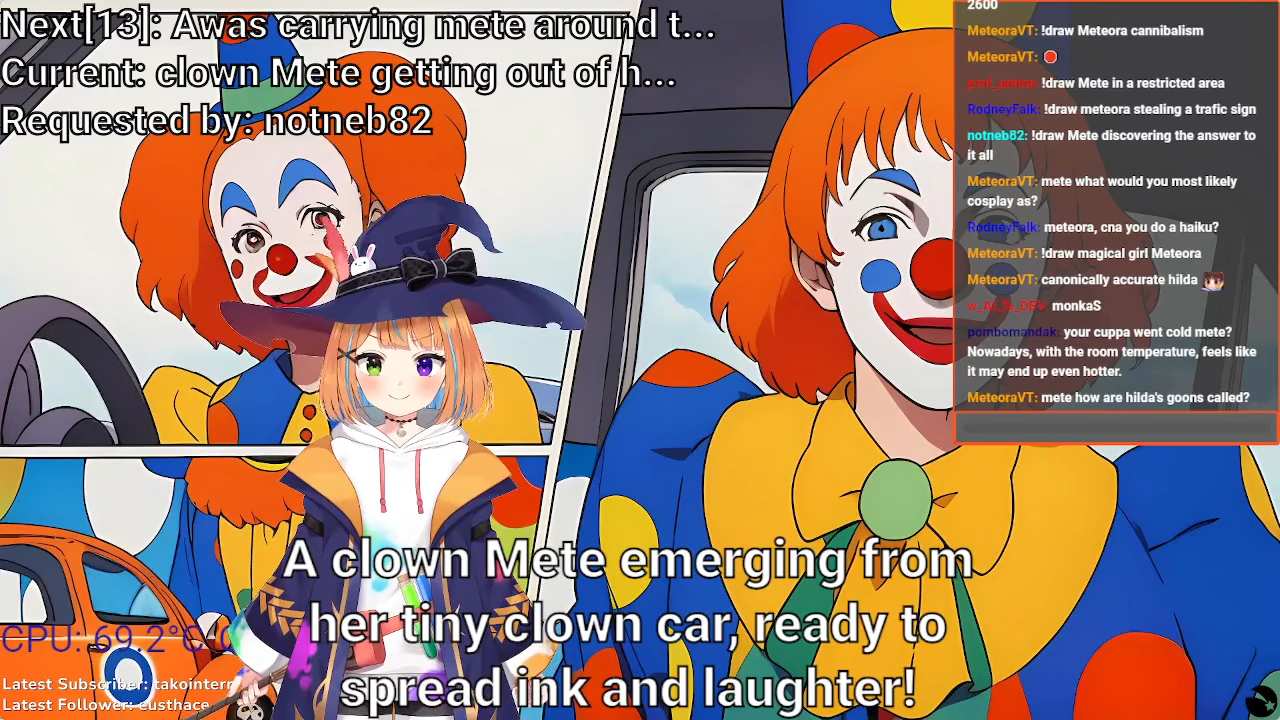 Next[13]: Awas carrying mete around t...
Current: clown Mete getting out of h...
Requested by: notneb82
2600
MeteoraVT: !draw Meteora cannibalism
MeteoraVT:
!draw Mete in a restricted area
RodneyFalk: !draw meteora stealing a trafic sign
notneb82: !draw Mete discovering the answer to
it all
MeteoraVT: mete what would you most likely
cosplay as?
RodneyFalk: meteora, cna you do a haiku?
MeteoraVT: !draw magical girl Meteora
MeteoraVT: canonically accurate hilda
monkaS
pombomandak: your cuppa went cold mete?
Nowadays, with the room temperature, feels like
it may end up even hotter.
MeteoraVT: mete how are hilda's goons called?
A clown Mete emerging from
her tiny clown car, ready to
spread ink and laughter!
CPU: 69.2°C
Latest Subscriber: takointerr
Latest Follower: eusthace